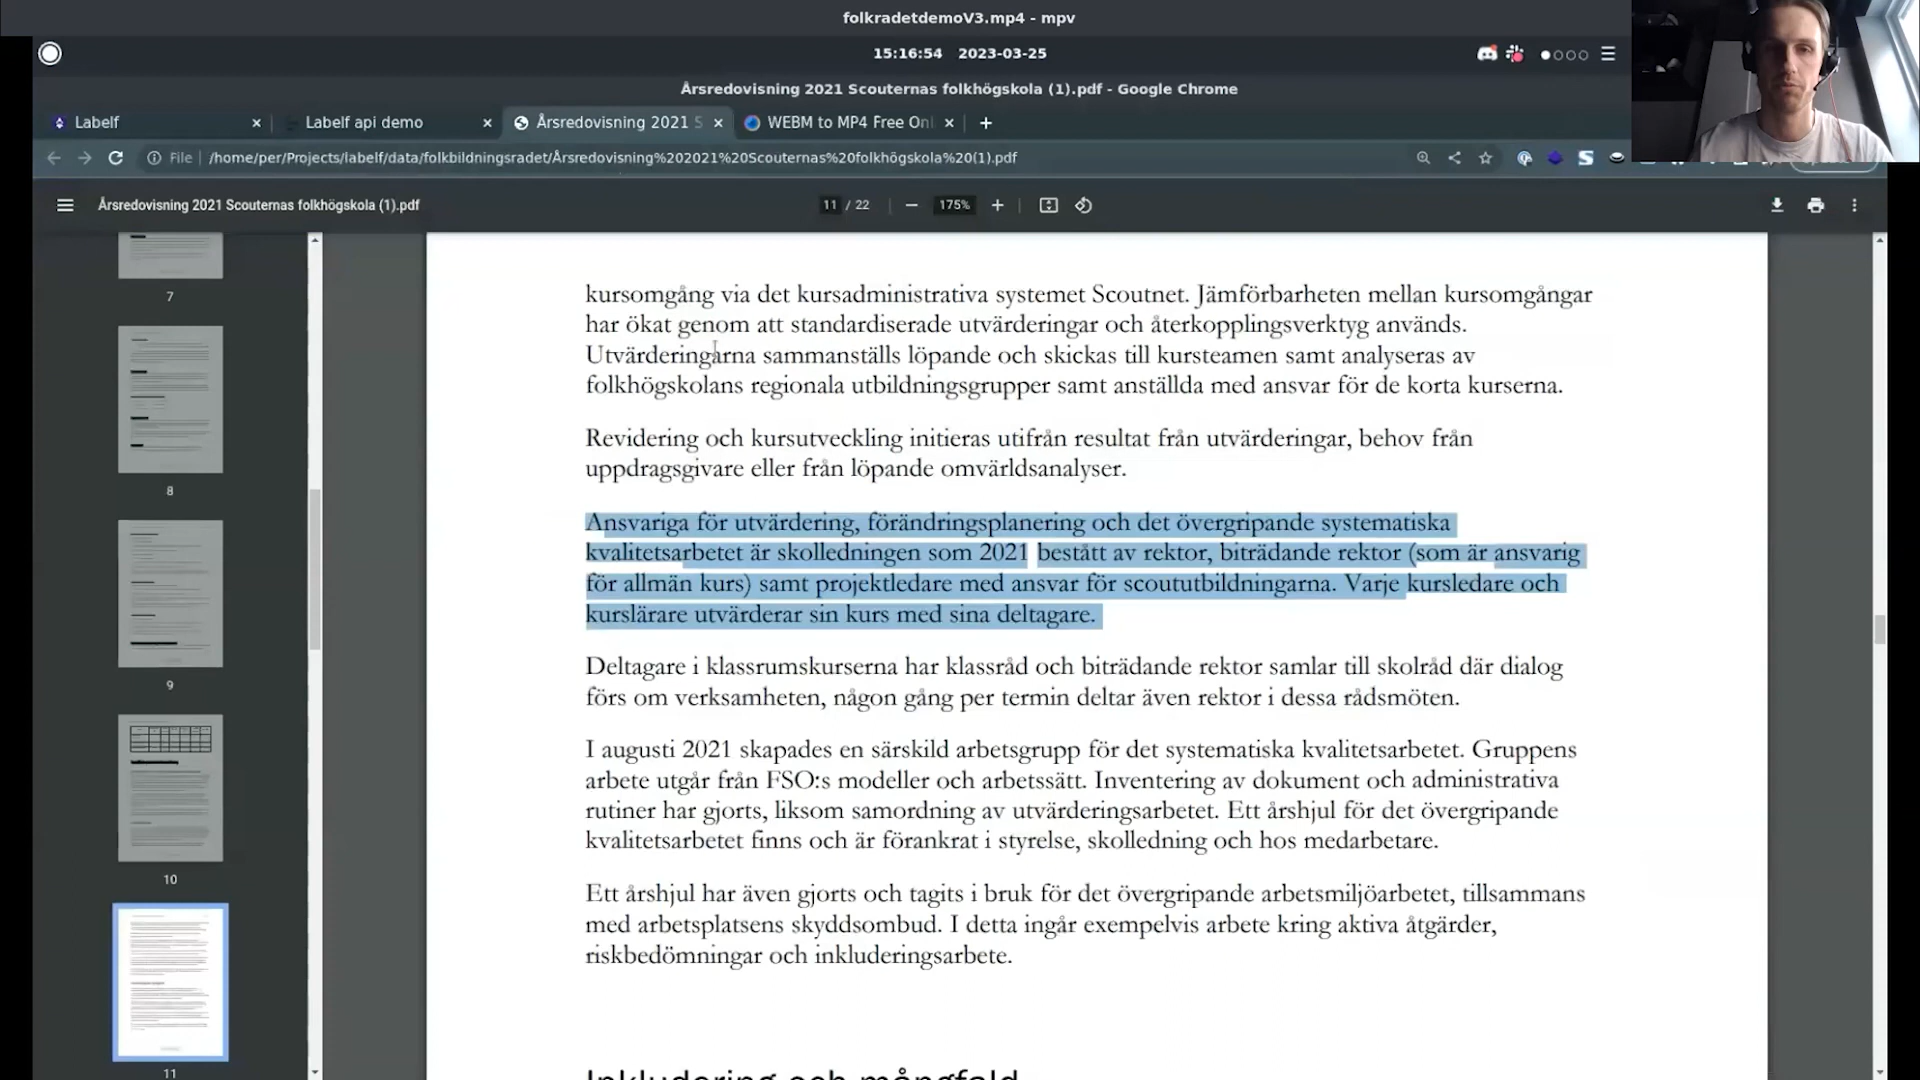 folkradetdemoV3.mp4 - mpv
15:16:54 2023-03-25
Årsredovisning 2021 Scouternas folkhögskola (1).pdf - Google Chrome
Labelf
Labelf api demo
Årsredovisning 2021 S
WEBM to MP4 Free Onl
File
/home/per/Projects/labelf/data/folkbildningsradet/Årsredovisning%202021%20Scouternas%20folkhögskola%20(1).pdf
Årsredovisning 2021 Scouternas folkhögskola (1).pdf
11 / 22
175%
kursomgång via det kursadministrativa systemet Scoutnet. Jämförbarheten mellan kursomgångar
har ökat genom att standardiserade utvärderingar och återkopplingsverktyg används.
Utvärderingarna sammanställs löpande och skickas till kursteamen samt analyseras av
folkhögskolans regionala utbildningsgrupper samt anställda med ansvar för de korta kurserna.
Revidering och kursutveckling initieras utifrån resultat från utvärderingar, behov från
uppdragsgivare eller från löpande omvärldsanalyser.
Ansvariga för utvärdering, förändringsplanering och det övergripande systematiska
kvalitetsarbetet är skolledningen som 2021 bestått av rektor, biträdande rektor (som är ansvarig
för allmän kurs) samt projektledare med ansvar för scoututbildningarna. Varje kursledare och
kurslärare utvärderar sin kurs med sina deltagare.
Deltagare i klassrumskurserna har klassråd och biträdande rektor samlar till skolråd där dialog
förs om verksamheten, någon gång per termin deltar även rektor i dessa rådsmöten.
I augusti 2021 skapades en särskild arbetsgrupp för det systematiska kvalitetsarbetet. Gruppens
arbete utgår från FSO:s modeller och arbetssätt. Inventering av dokument och administrativa
rutiner har gjorts, liksom samordning av utvärderingsarbetet. Ett årshjul för det övergripande
kvalitetsarbetet finns och är förankrat i styrelse, skolledning och hos medarbetare.
Ett årshjul har även gjorts och tagits i bruk för det övergripande arbetsmiljöarbetet, tillsammans
med arbetsplatsens skyddsombud. I detta ingår exempelvis arbete kring aktiva åtgärder,
riskbedömningar och inkluderingsarbete.
Inkludering och mångfald
7
8
9
10
11